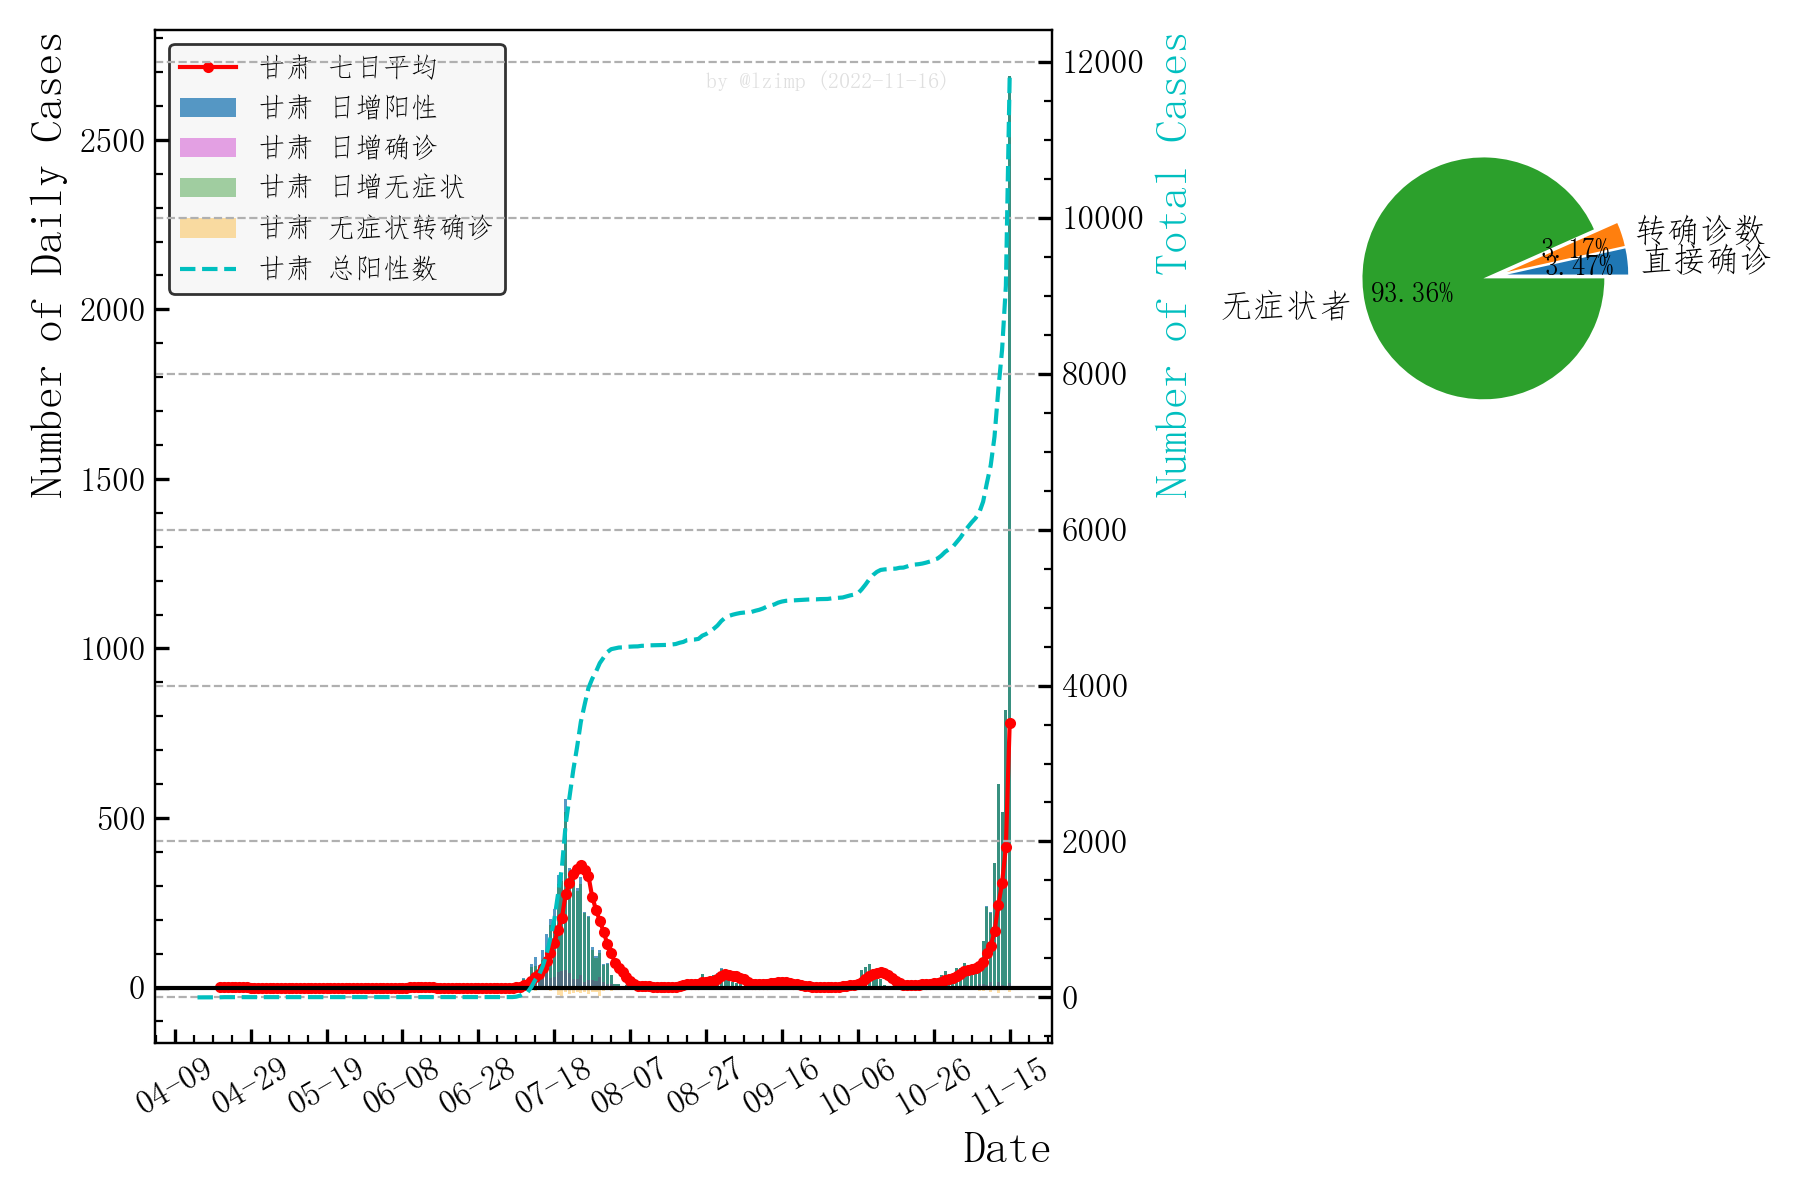 Number of Daily Cases
2500
2000
1500
1000
500
0
甘肃 七日平均
甘肃 日增阳性
甘肃 日增确诊
甘肃 日增无症状
甘肃 无症状转确诊
甘肃 总阳性数
by @lzimp (2022-11-16)
12000
10000
8000
6000
4000
2000
0
Number of Total Cases
04-09
04-29
05-19
06-08
06-28
07-18
08-07
08-27
09-16
10-06
10-26
11-15
Date
转确诊数
3.17%
直接确诊
3.47%
无症状者
93.36%